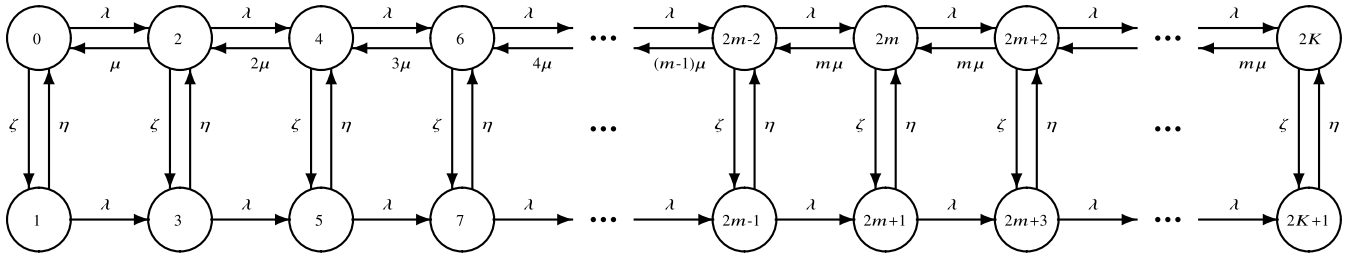 λ λ λ λ λ λ λ λ λ
0 2 4 6 ... 2m-2 2m 2m+2 ... 2K
μ 2μ 3μ 4μ (m-1)μ mμ mμ mμ
ζ η ζ η ζ η ζ η ... ζ η ζ η ζ η ... ζ η
λ λ λ λ λ λ λ λ λ
1 3 5 7 ... 2m-1 2m+1 2m+3 ... 2K+1